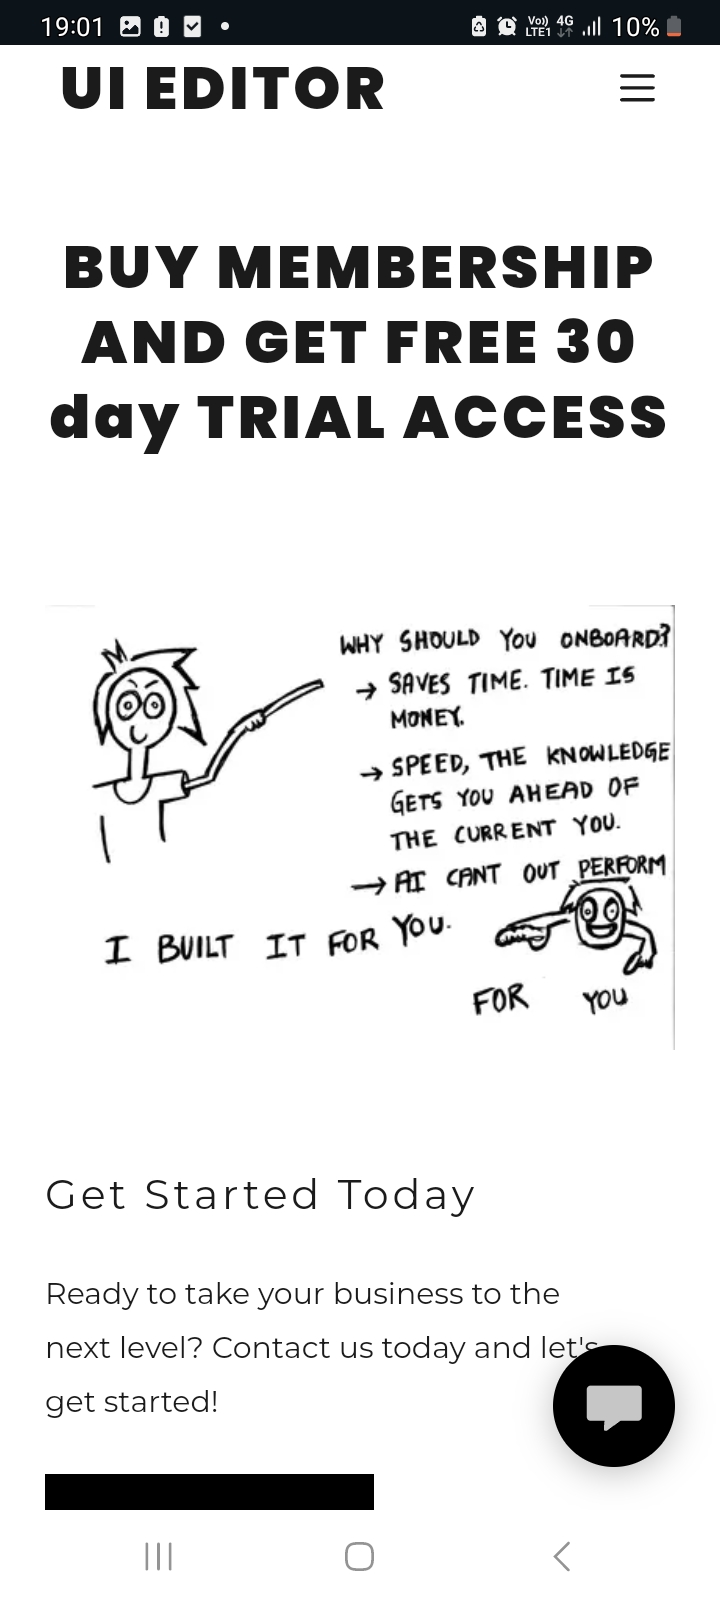 19:01
Vo)) 4G
LTE1
10%
UI EDITOR
BUY MEMBERSHIP
AND GET FREE 30
day TRIAL ACCESS
WHY SHOULD YOU ONBOARD?
→ SAVES TIME. TIME IS
MONEY.
→ SPEED, THE KNOWLEDGE
GETS YOU AHEAD OF
THE CURRENT YOU.
→ AI CANT OUT PERFORM
I BUILT IT FOR YOU.
FOR YOU
Get Started Today
Ready to take your business to the
next level? Contact us today and let's
get started!